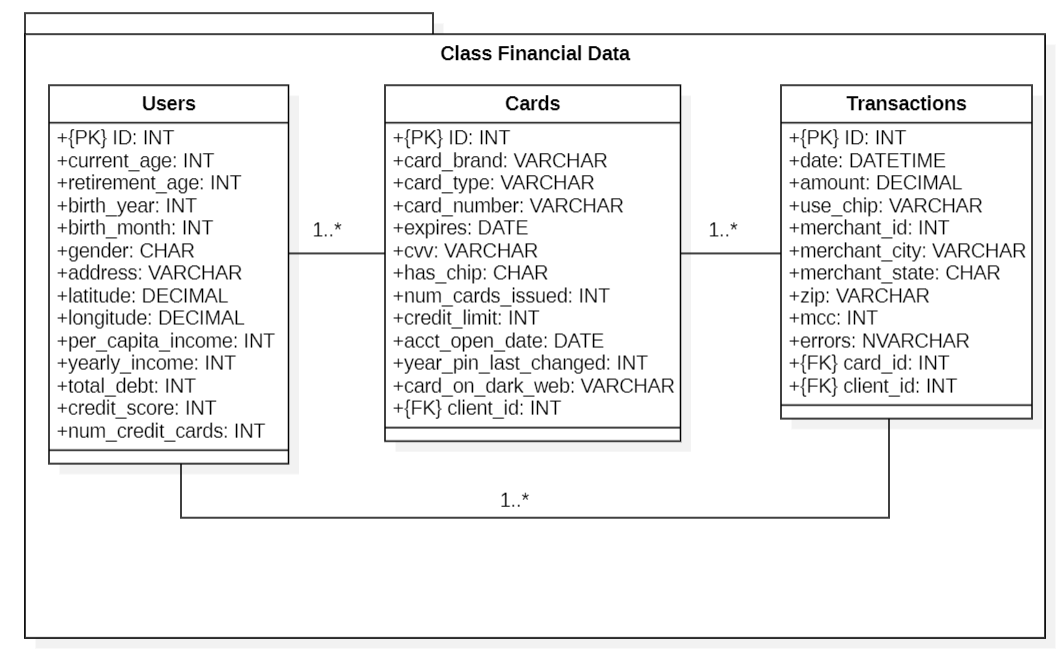 Class Financial Data
Users
+{PK} ID: INT
+current_age: INT
+retirement_age: INT
+birth_year: INT
+birth_month: INT
+gender: CHAR
+address: VARCHAR
+latitude: DECIMAL
+longitude: DECIMAL
+per_capita_income: INT
+yearly_income: INT
+total_debt: INT
+credit_score: INT
+num_credit_cards: INT
1..*
Cards
+{PK} ID: INT
+card_brand: VARCHAR
+card_type: VARCHAR
+card_number: VARCHAR
+expires: DATE
+cvv: VARCHAR
+has_chip: CHAR
+num_cards_issued: INT
+credit_limit: INT
+acct_open_date: DATE
+year_pin_last_changed: INT
+card_on_dark_web: VARCHAR
+{FK} client_id: INT
1..*
Transactions
+{PK} ID: INT
+date: DATETIME
+amount: DECIMAL
+use_chip: VARCHAR
+merchant_id: INT
+merchant_city: VARCHAR
+merchant_state: CHAR
+zip: VARCHAR
+mcc: INT
+errors: NVARCHAR
+{FK} card_id: INT
+{FK} client_id: INT
1..*